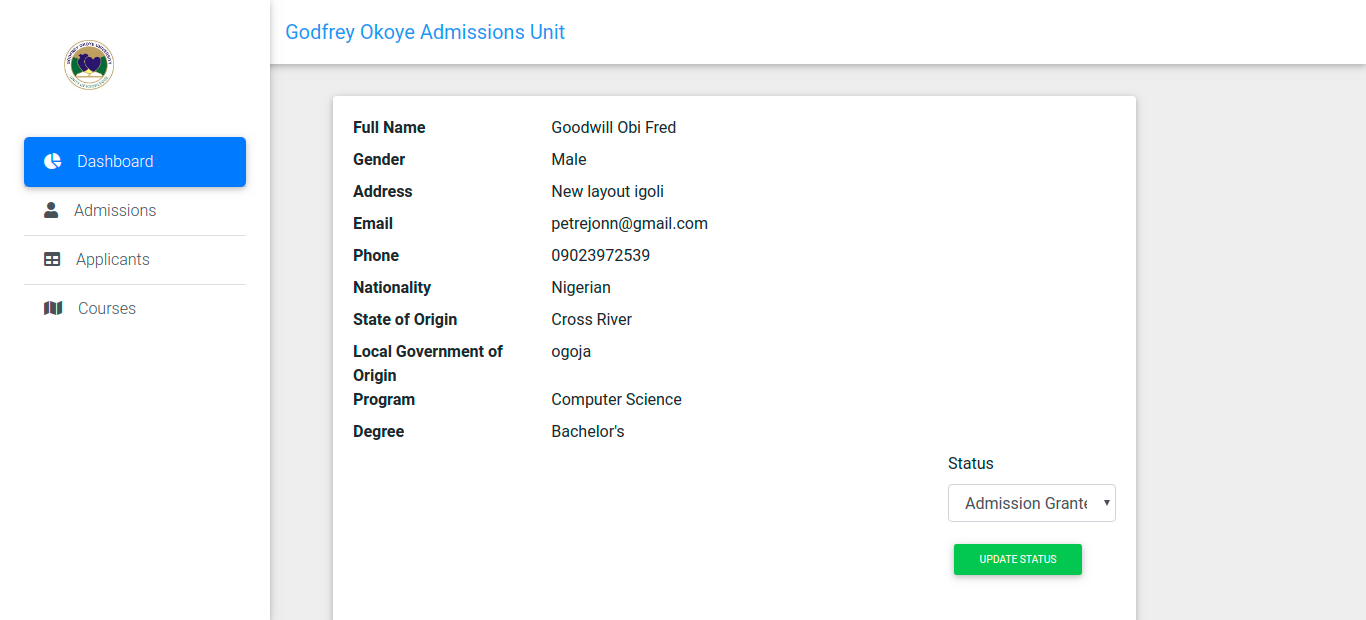 Godfrey Okoye Admissions Unit
Dashboard
Admissions
Applicants
Courses
Full Name Goodwill Obi Fred
Gender Male
Address New layout igoli
Email petrejonn@gmail.com
Phone 09023972539
Nationality Nigerian
State of Origin Cross River
Local Government of ogoja
Origin
Program Computer Science
Degree Bachelor's
Status
Admission Grante
UPDATE STATUS